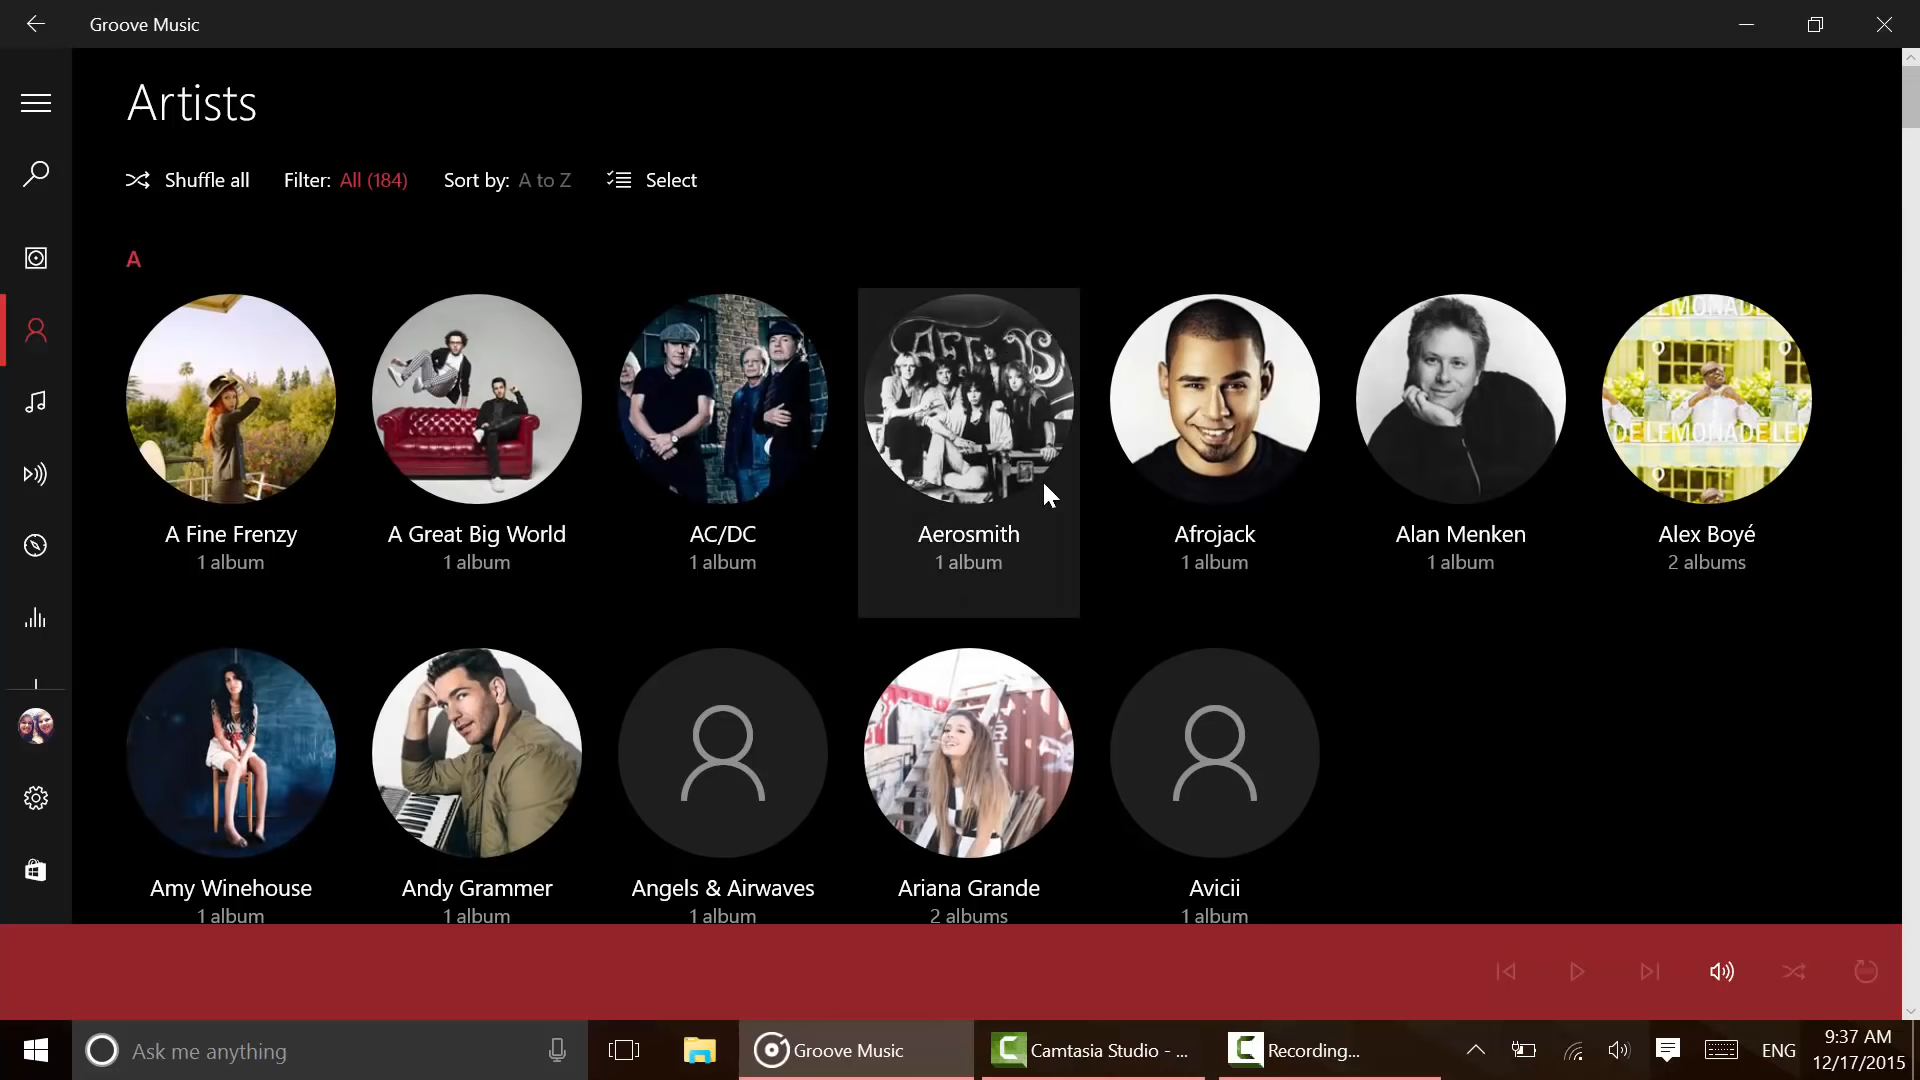 Groove Music
Artists
Shuffle all Filter: All (184) Sort by: A to Z Select
A
A Fine Frenzy
1 album
A Great Big World
1 album
AC/DC
1 album
Aerosmith
1 album
Afrojack
1 album
Alan Menken
1 album
LEMONADE
DELEMONADELEN
Alex Boyé
2 albums
Amy Winehouse
1 album
Andy Grammer
1 album
Angels & Airwaves
1 album
Ariana Grande
2 albums
Avicii
1 album
Ask me anything
Groove Music
Camtasia Studio - ...
Recording...
ENG
9:37 AM
12/17/2015